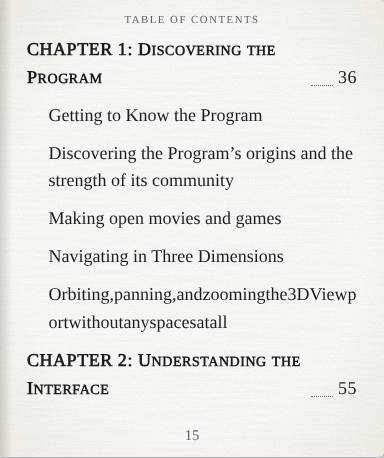 TABLE OF CONTENTS
CHAPTER 1: DISCOVERING THE
PROGRAM 36
Getting to Know the Program
Discovering the Program’s origins and the
strength of its community
Making open movies and games
Navigating in Three Dimensions
Orbiting,panning,andzoomingthe3DViewp
ortwithoutanyspacesatall
CHAPTER 2: UNDERSTANDING THE
INTERFACE 55
15